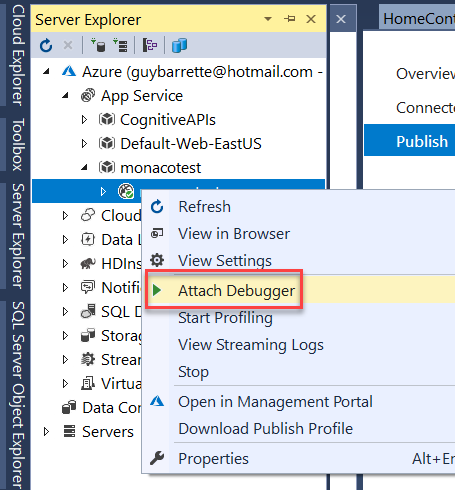 Cloud Explorer
Toolbox
Server Explorer
SQL Server Object Explorer
Server Explorer
Azure (guybarrette@hotmail.com -
App Service
CognitiveAPIs
Default-Web-EastUS
monacotest
Cloud
Data L
HDIns
Notifi
SQL D
Storag
Stream
Virtua
Data Con
Servers
Refresh
View in Browser
View Settings
Attach Debugger
Start Profiling
View Streaming Logs
Stop
Open in Management Portal
Download Publish Profile
Properties Alt+En
HomeCont
Overview
Connecte
Publish